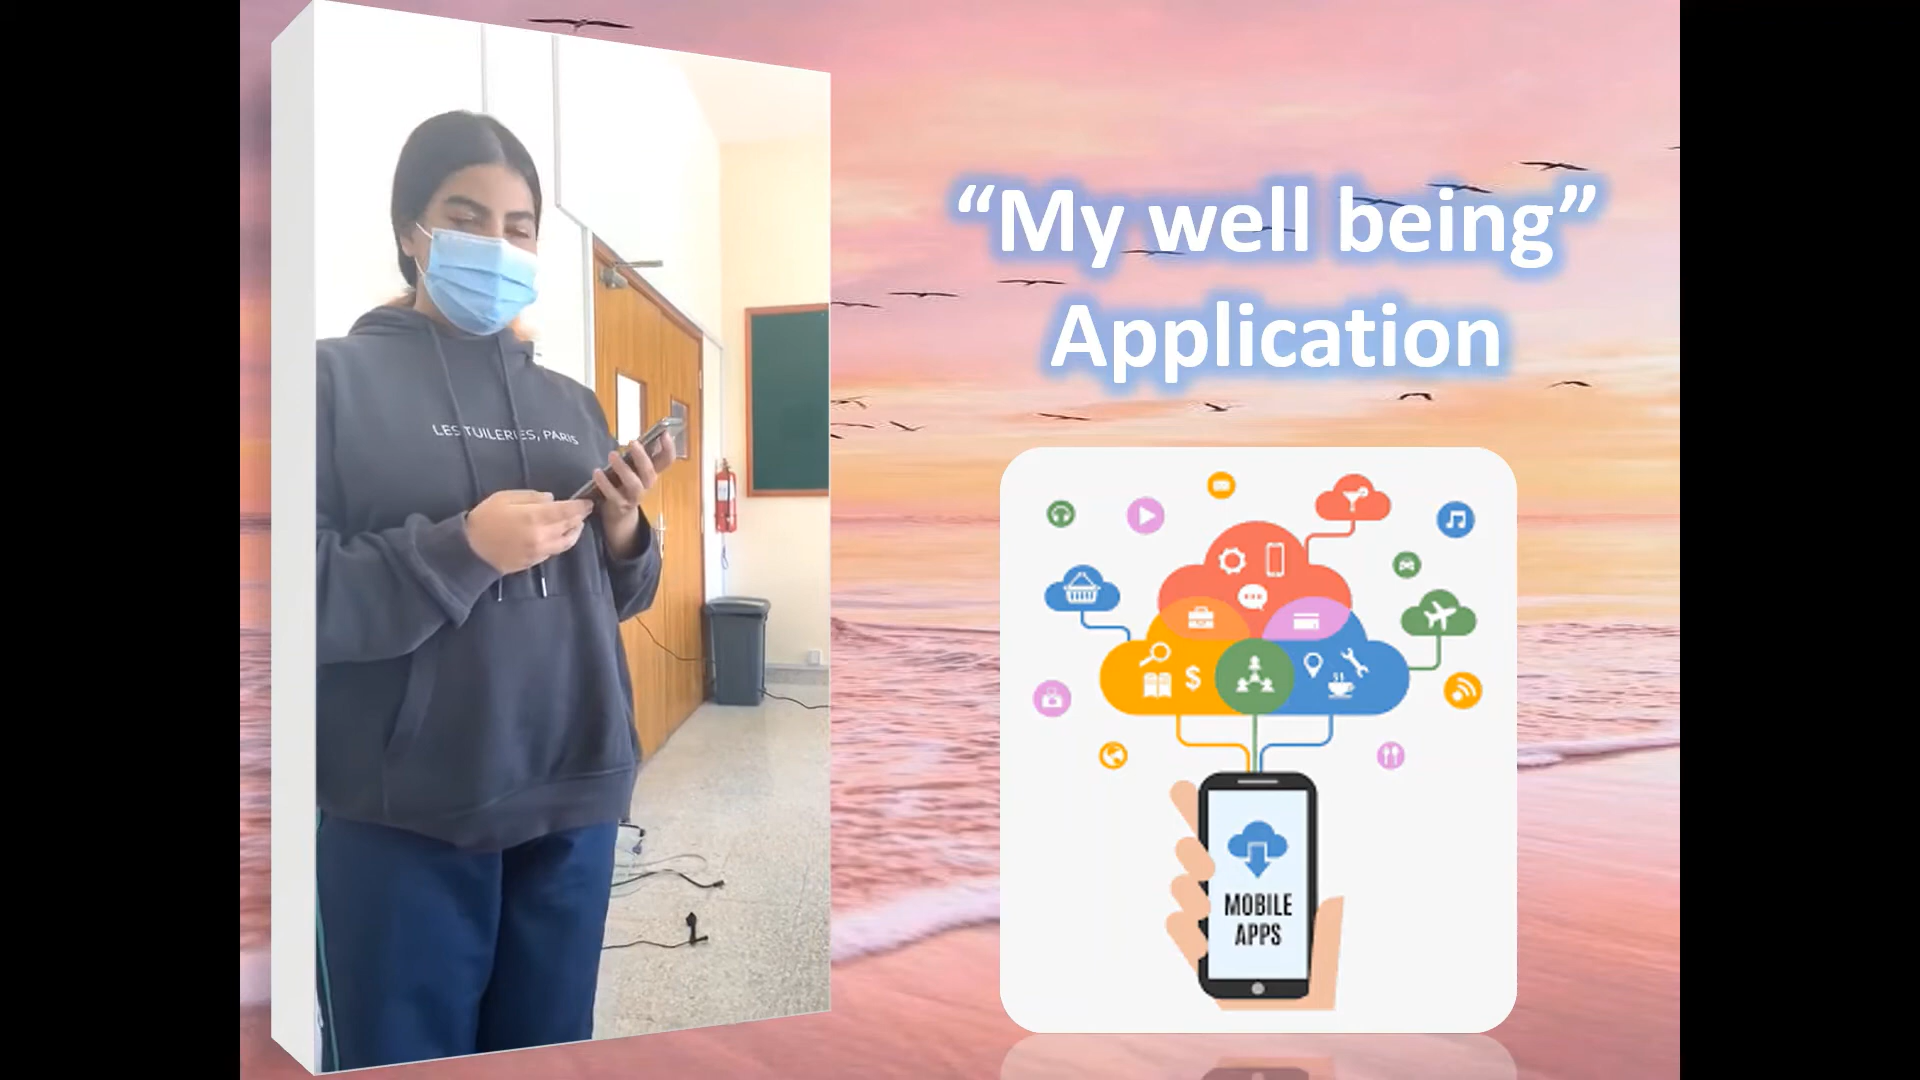 “My well being”
Application
LES TUILERIES, PARIS
$
MOBILE
APPS